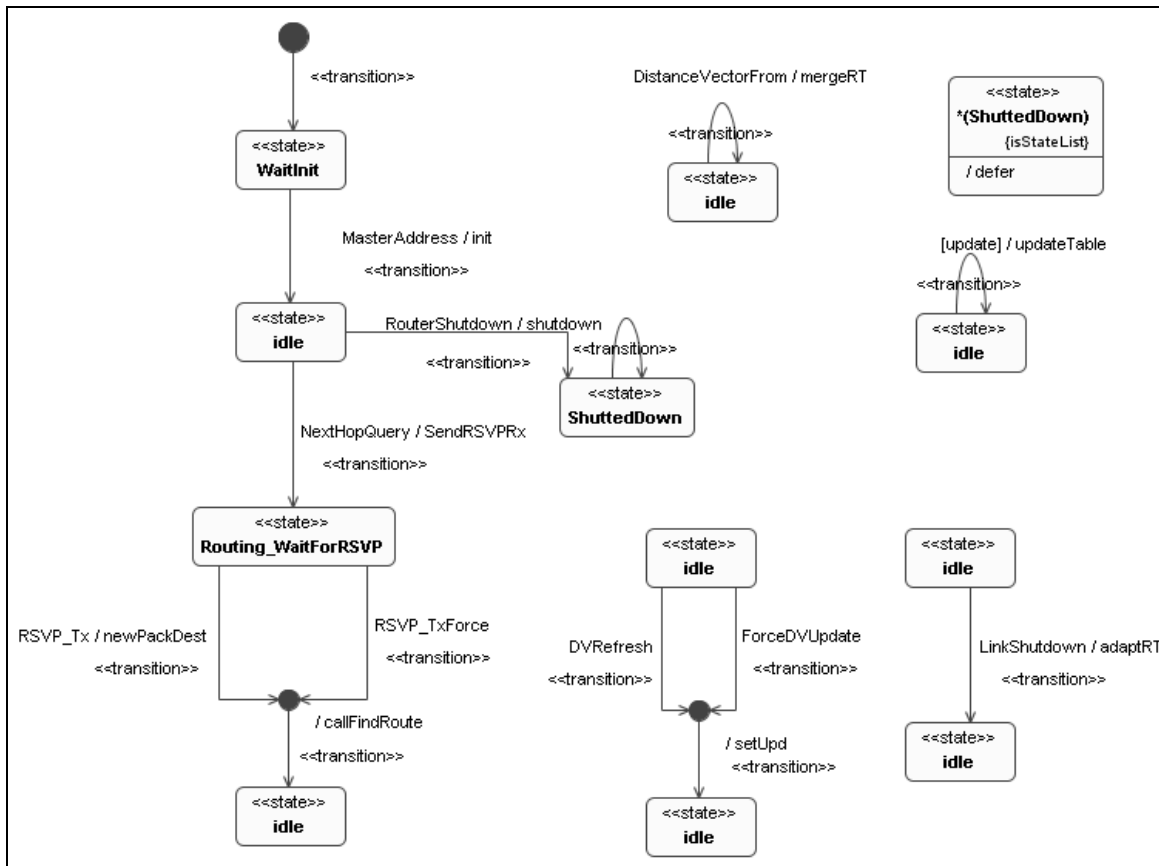 <<transition>>
<<state>>
WaitInit
MasterAddress / init
<<transition>>
<<state>>
idle
RouterShutdown / shutdown
<<transition>>
<<transition>>
<<state>>
ShuttedDown
NextHopQuery / SendRSVPRx
<<transition>>
<<state>>
Routing_WaitForRSVP
RSVP_Tx / newPackDest
<<transition>>
RSVP_TxForce
<<transition>>
/ callFindRoute
<<transition>>
<<state>>
idle
DistanceVectorFrom / mergeRT
<<transition>>
<<state>>
idle
<<state>>
*(ShuttedDown)
{isStateList}
/ defer
[update] / updateTable
<<transition>>
<<state>>
idle
<<state>>
idle
DVRefresh
<<transition>>
ForceDVUpdate
<<transition>>
/ setUpd
<<transition>>
<<state>>
idle
<<state>>
idle
LinkShutdown / adaptRT
<<transition>>
<<state>>
idle